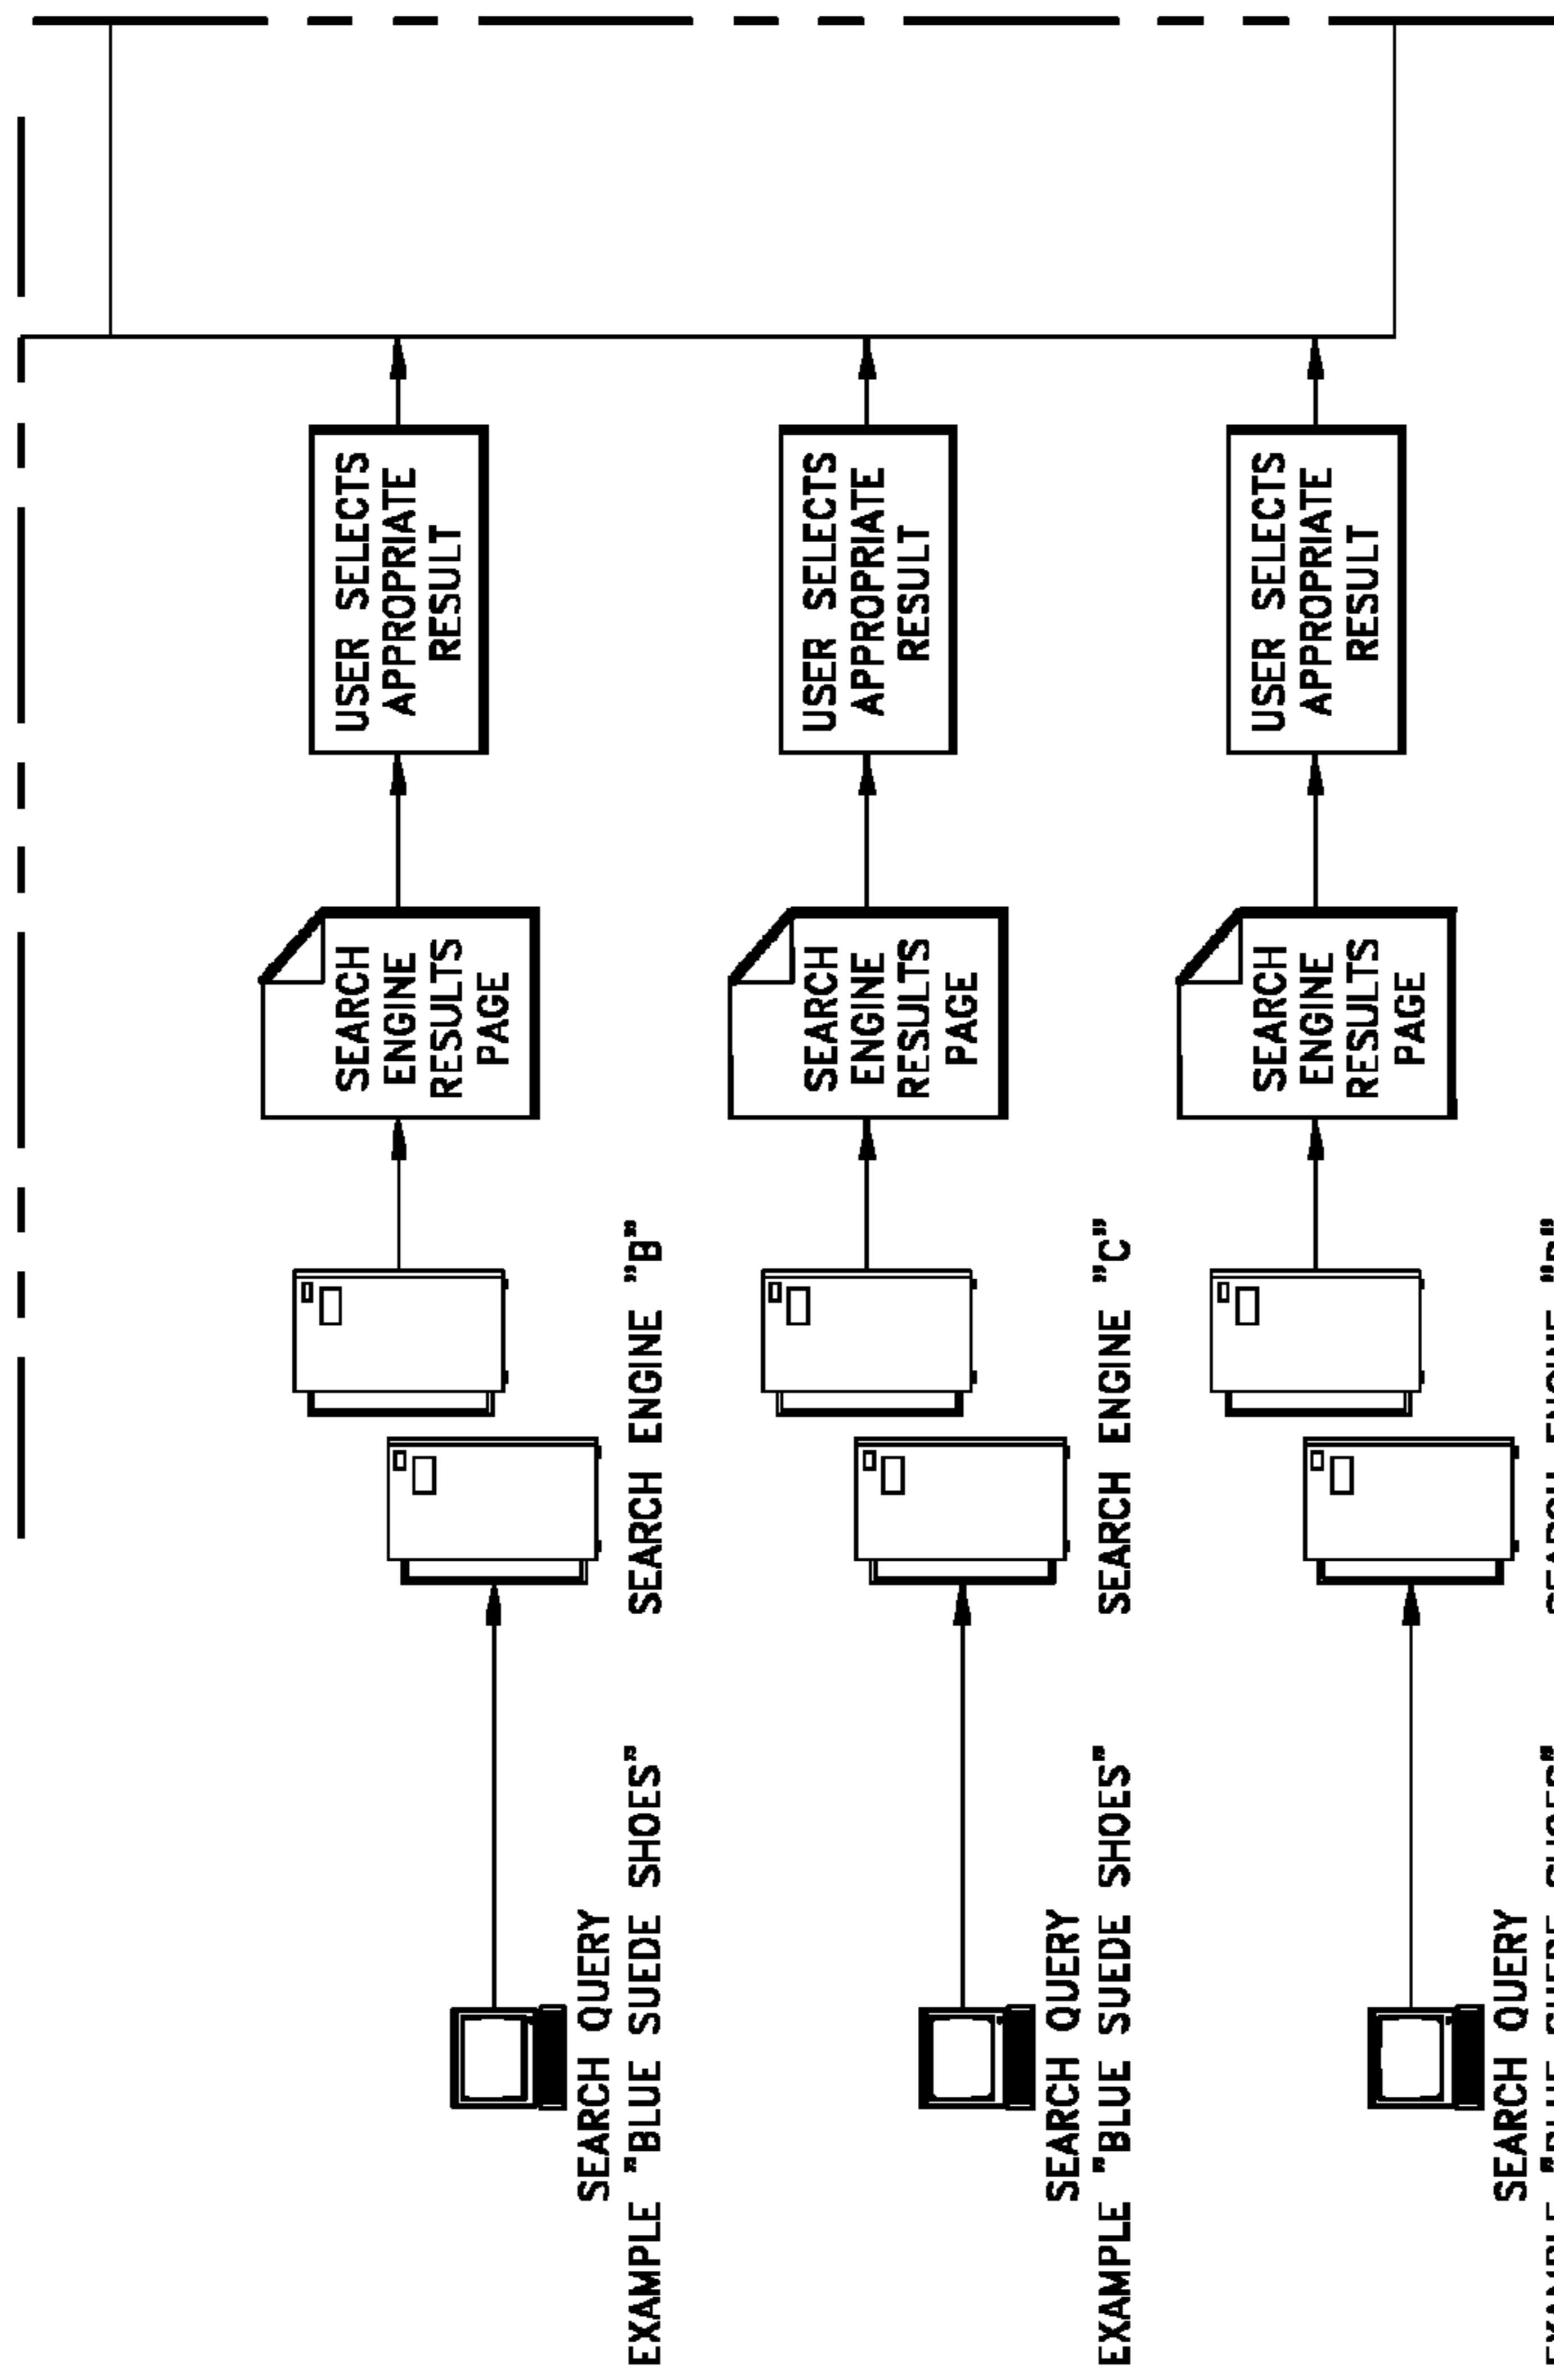 SEARCH QUERY
EXAMPLE "BLUE SUEDE SHOES"
SEARCH ENGINE "B"
SEARCH
ENGINE
RESULTS
PAGE
USER SELECTS
APPROPRIATE
RESULT
SEARCH QUERY
EXAMPLE "BLUE SUEDE SHOES"
SEARCH ENGINE "C"
SEARCH
ENGINE
RESULTS
PAGE
USER SELECTS
APPROPRIATE
RESULT
SEARCH QUERY
SEARCH
ENGINE
RESULTS
PAGE
USER SELECTS
APPROPRIATE
RESULT